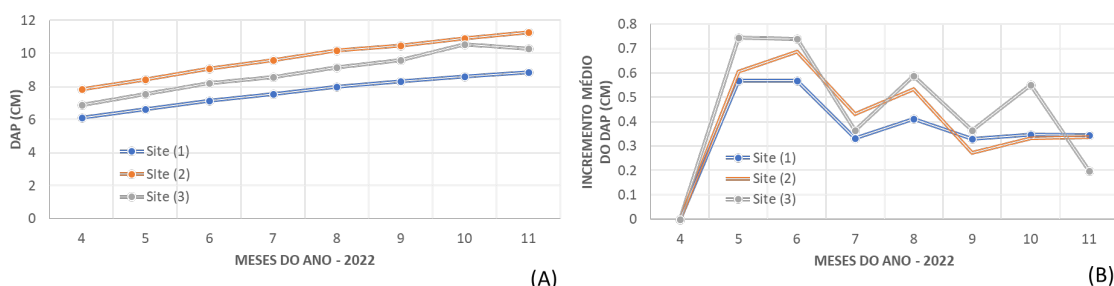 12
10
8
6
4
2
0
DAP (CM)
Site (1)
SIte (2)
Site (3)
4 5 6 7 8 9 10 11
MESES DO ANO - 2022
(A)
0.8
0.7
0.6
0.5
0.4
0.3
0.2
0.1
0
INCREMENTO MÉDIO
DO DAP (CM)
Site (1)
Site (2)
Site (3)
4 5 6 7 8 9 10 11
MESES DO ANO - 2022
(B)